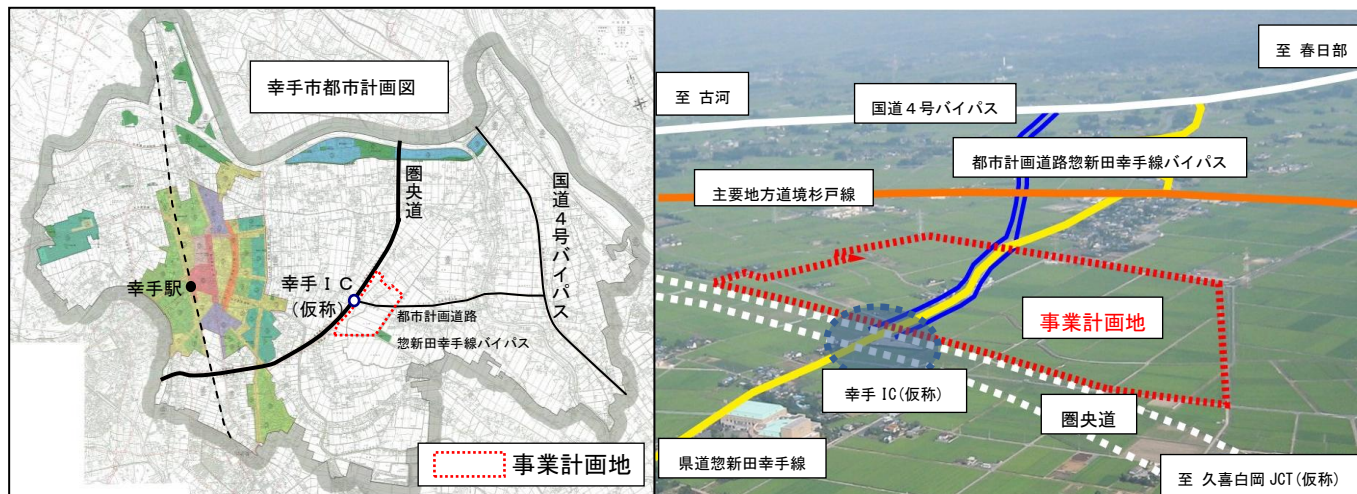 幸手市都市計画図
圏央道
国道４号バイパス
幸手駅
幸手ＩＣ
(仮称)
都市計画道路
惣新田幸手線バイパス
事業計画地
至 春日部
至 古河
国道４号バイパス
都市計画道路惣新田幸手線バイパス
主要地方道境杉戸線
事業計画地
幸手 IC(仮称)
圏央道
県道惣新田幸手線
至 久喜白岡 JCT(仮称)